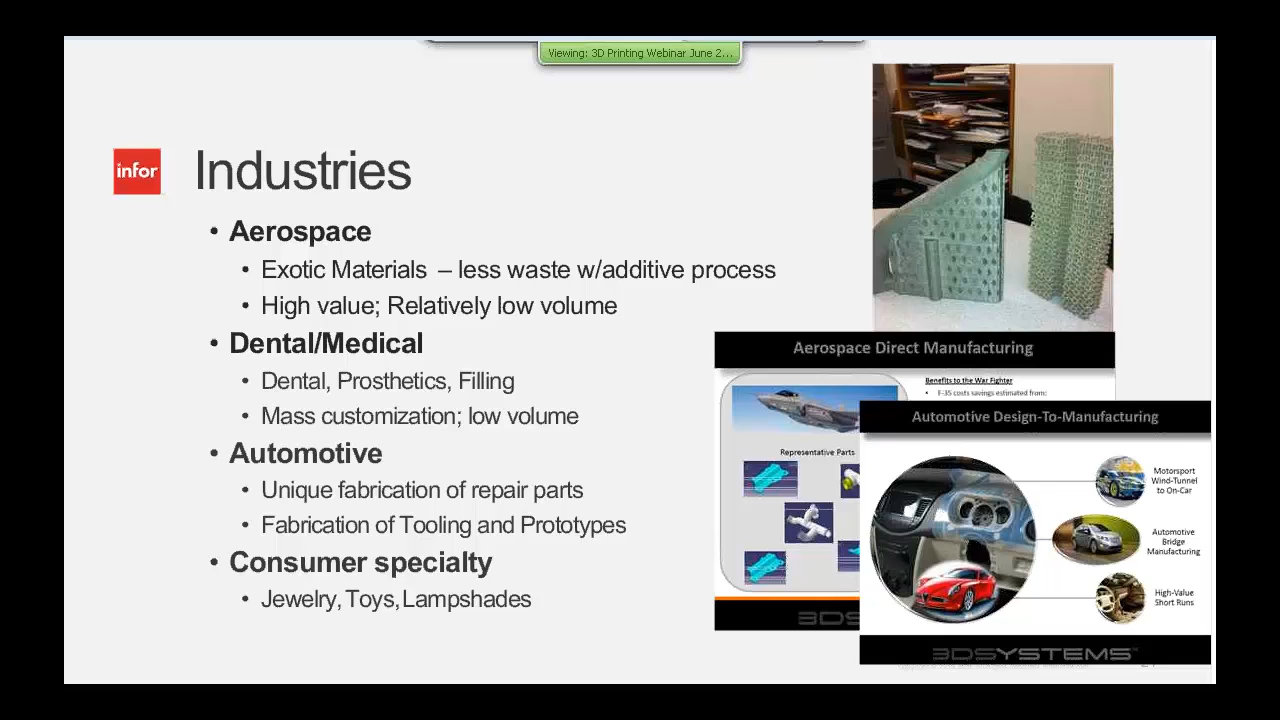 Viewing: 3D Printing Webinar June 2...
infor
Industries
• Aerospace
• Exotic Materials – less waste w/additive process
• High value; Relatively low volume
• Dental/Medical
• Dental, Prosthetics, Filling
• Mass customization; low volume
• Automotive
• Unique fabrication of repair parts
• Fabrication of Tooling and Prototypes
• Consumer specialty
• Jewelry, Toys, Lampshades
Aerospace Direct Manufacturing
Benefits to the War Fighter
• F-35 costs savings estimated from:
Representative Parts
3DS
Automotive Design-To-Manufacturing
Motorsport
Wind-Tunnel
to On-Car
Automotive
Bridge
Manufacturing
High-Value
Short Runs
3DSYSTEMS™